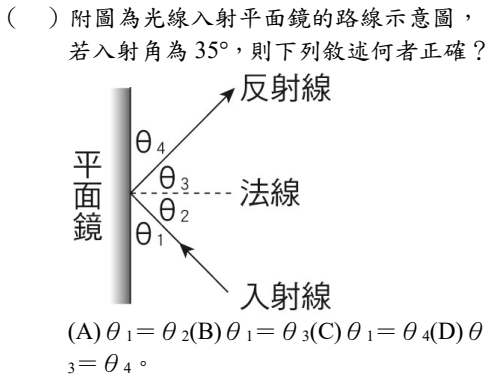 (　)附圖為光線入射平面鏡的路線示意圖，
若入射角為 35°，則下列敘述何者正確？
反射線
θ4
平面鏡
θ3
法線
θ2
θ1
入射線
(A)θ1＝θ2(B)θ1＝θ3(C)θ1＝θ4(D)θ
3＝θ4。